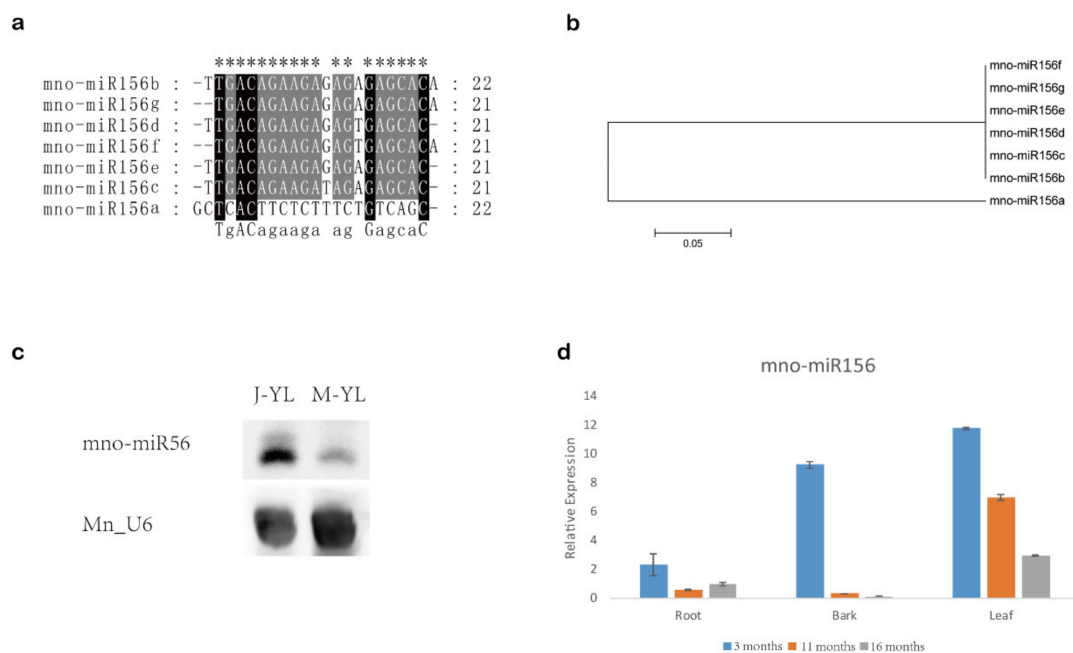 a
********** ** ******
mno-miR156b : -TTGACAGAAGAGAGAGAGCACA : 22
mno-miR156g : --TGACAGAAGAGAGAGAGCACA : 21
mno-miR156d : -TTGACAGAAGAGAGTGAGCAC- : 21
mno-miR156f : --TGACAGAAGAGAGTGAGCACA : 21
mno-miR156e : -TTGACAGAAGAGAGAGAGCAC- : 21
mno-miR156c : -TTGACAGAAGATAGAGAGCAC- : 21
mno-miR156a : GCTCACTTCTCTTTCTGTCAGC- : 22
TgACagaaga ag GagcaC
b
mno-miR156f
mno-miR156g
mno-miR156e
mno-miR156d
mno-miR156c
mno-miR156b
mno-miR156a
0.05
c
J-YL M-YL
mno-miR56
Mn_U6
d
mno-miR156
Relative Expression
14
12
10
8
6
4
2
0
Root Bark Leaf
3 months 11 months 16 months